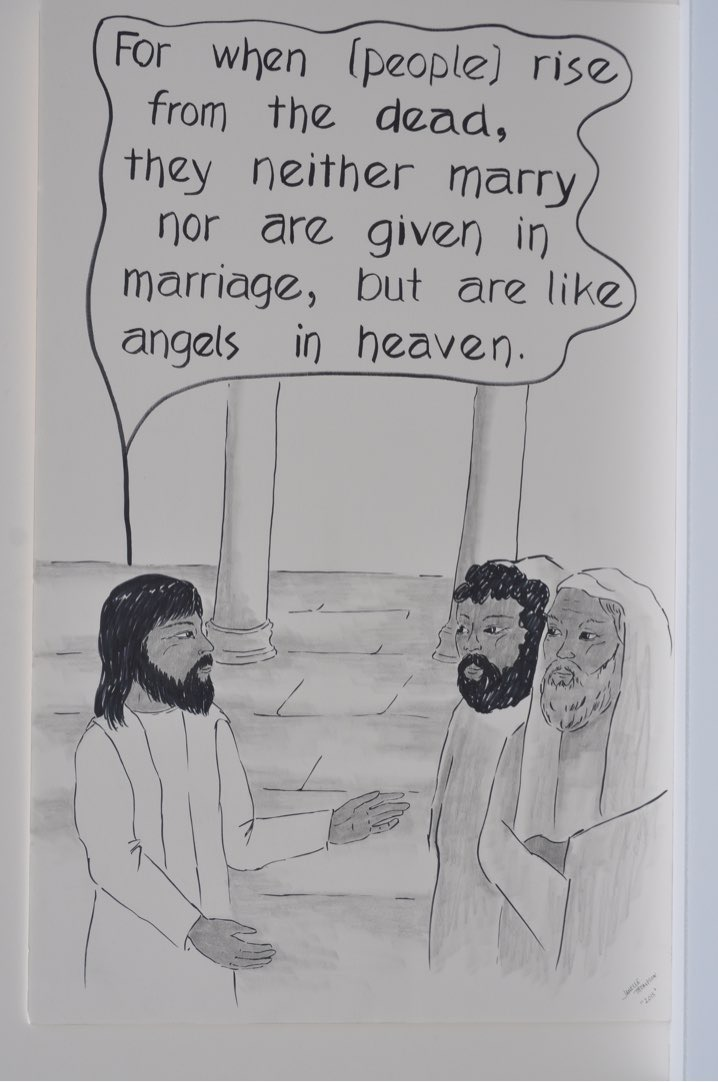 For when [people] rise
from the dead,
they neither marry
nor are given in
marriage, but are like
angels in heaven.